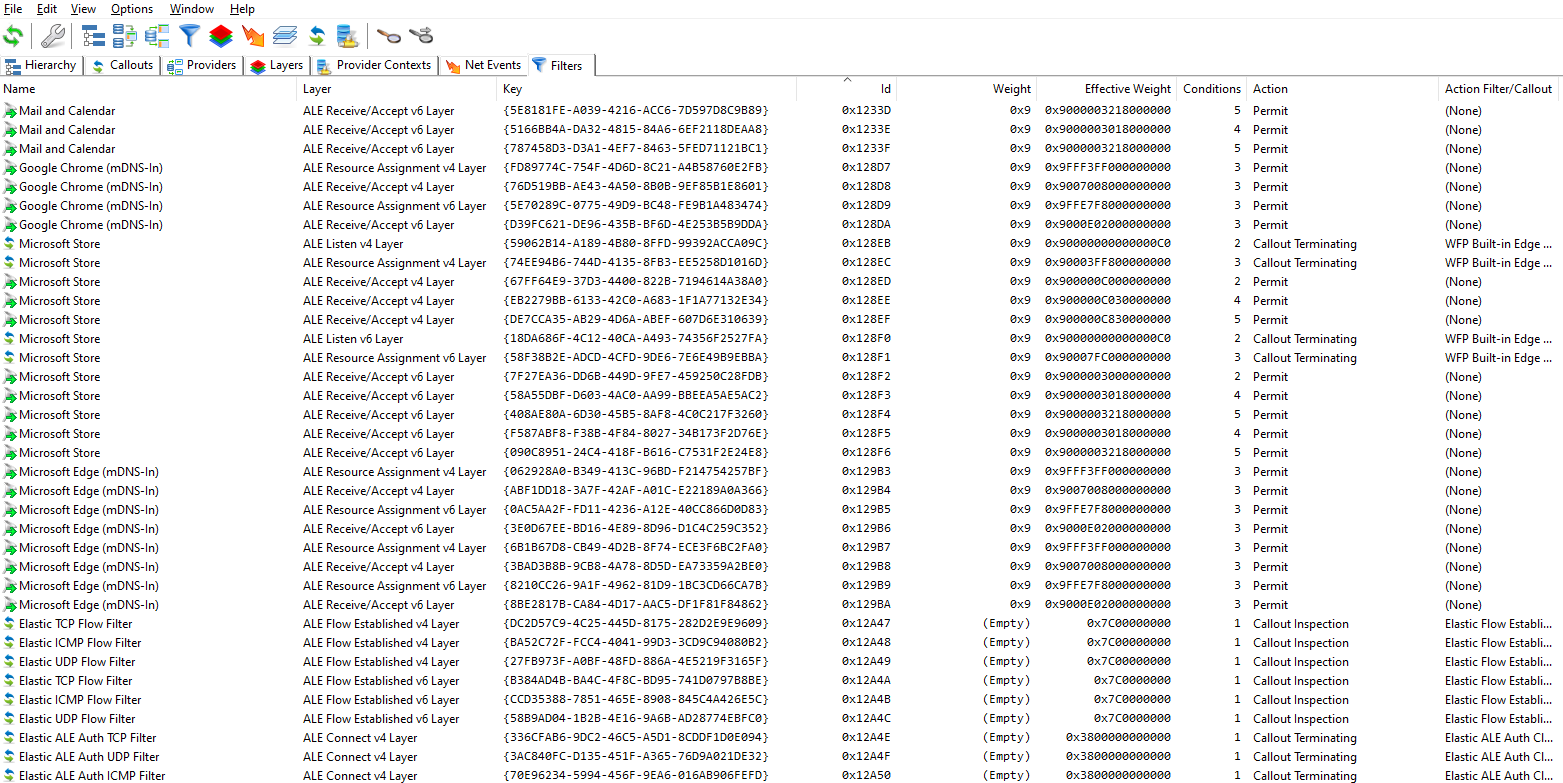 File Edit View Options Window Help
Hierarchy Callouts Providers Layers Provider Contexts Net Events Filters
Name Layer Key Id Weight Effective Weight Conditions Action Action Filter/Callout
Mail and Calendar ALE Receive/Accept v6 Layer {5E8181FE-A039-4216-ACC6-7D597D8C9B89} 0x1233D 0x9 0x9000003218000000 5 Permit (None)
Mail and Calendar ALE Receive/Accept v6 Layer {5166BB4A-DA32-4815-84A6-6EF2118DEAA8} 0x1233E 0x9 0x9000003018000000 4 Permit (None)
Mail and Calendar ALE Receive/Accept v6 Layer {787458D3-D3A1-4EF7-8463-5FED71121BC1} 0x1233F 0x9 0x9000003218000000 5 Permit (None)
Google Chrome (mDNS-In) ALE Resource Assignment v4 Layer {FD89774C-754F-4D6D-8C21-A4B58760E2FB} 0x128D7 0x9 0x9FFF3FF000000000 3 Permit (None)
Google Chrome (mDNS-In) ALE Receive/Accept v4 Layer {76D519BB-AE43-4A50-8B0B-9EF85B1E8601} 0x128D8 0x9 0x9007008000000000 3 Permit (None)
Google Chrome (mDNS-In) ALE Resource Assignment v6 Layer {5E70289C-0775-49D9-BC48-FE9B1A483474} 0x128D9 0x9 0x9FFE7F8000000000 3 Permit (None)
Google Chrome (mDNS-In) ALE Receive/Accept v6 Layer {D39FC621-DE96-435B-BF6D-4E253B5B9DDA} 0x128DA 0x9 0x9000E02000000000 3 Permit (None)
Microsoft Store ALE Listen v4 Layer {59062B14-A189-4B80-8FFD-99392ACCA09C} 0x128EB 0x9 0x90000000000000C0 2 Callout Terminating WFP Built-in Edge ...
Microsoft Store ALE Resource Assignment v4 Layer {74EE94B6-744D-4135-8FB3-EE5258D1016D} 0x128EC 0x9 0x90003FF800000000 3 Callout Terminating WFP Built-in Edge ...
Microsoft Store ALE Receive/Accept v4 Layer {67FF64E9-37D3-4400-822B-7194614A38A0} 0x128ED 0x9 0x900000C000000000 2 Permit (None)
Microsoft Store ALE Receive/Accept v4 Layer {EB2279BB-6133-42C0-A683-1F1A77132E34} 0x128EE 0x9 0x900000C030000000 4 Permit (None)
Microsoft Store ALE Receive/Accept v4 Layer {DE7CCA35-AB29-4D6A-ABEF-607D6E310639} 0x128EF 0x9 0x900000C830000000 5 Permit (None)
Microsoft Store ALE Listen v6 Layer {18DA686F-4C12-40CA-A493-74356F2527FA} 0x128F0 0x9 0x90000000000000C0 2 Callout Terminating WFP Built-in Edge ...
Microsoft Store ALE Resource Assignment v6 Layer {58F38B2E-ADCD-4CFD-9DE6-7E6E49B9EBBA} 0x128F1 0x9 0x90007FC000000000 3 Callout Terminating WFP Built-in Edge ...
Microsoft Store ALE Receive/Accept v6 Layer {7F27EA36-DD6B-449D-9FE7-459250C28FDB} 0x128F2 0x9 0x9000003000000000 2 Permit (None)
Microsoft Store ALE Receive/Accept v6 Layer {58A55DBF-D603-4AC0-AA99-BBEEA5AE5AC2} 0x128F3 0x9 0x9000003018000000 4 Permit (None)
Microsoft Store ALE Receive/Accept v6 Layer {408AE80A-6D30-45B5-8AF8-4C0C217F3260} 0x128F4 0x9 0x9000003218000000 5 Permit (None)
Microsoft Store ALE Receive/Accept v6 Layer {F587ABF8-F38B-4F84-8027-34B173F2D76E} 0x128F5 0x9 0x9000003018000000 4 Permit (None)
Microsoft Store ALE Receive/Accept v6 Layer {090C8951-24C4-418F-B616-C7531F2E24E8} 0x128F6 0x9 0x9000003218000000 5 Permit (None)
Microsoft Edge (mDNS-In) ALE Resource Assignment v4 Layer {062928A0-B349-413C-96BD-F214754257BF} 0x129B3 0x9 0x9FFF3FF000000000 3 Permit (None)
Microsoft Edge (mDNS-In) ALE Receive/Accept v4 Layer {ABF1DD18-3A7F-42AF-A01C-E22189A0A366} 0x129B4 0x9 0x9007008000000000 3 Permit (None)
Microsoft Edge (mDNS-In) ALE Resource Assignment v6 Layer {0AC5AA2F-FD11-4236-A12E-40CC866D0D83} 0x129B5 0x9 0x9FFE7F8000000000 3 Permit (None)
Microsoft Edge (mDNS-In) ALE Receive/Accept v6 Layer {3E0D67EE-BD16-4E89-8D96-D1C4C259C352} 0x129B6 0x9 0x9000E02000000000 3 Permit (None)
Microsoft Edge (mDNS-In) ALE Resource Assignment v4 Layer {6B1B67D8-CB49-4D2B-8F74-ECE3F6BC2FA0} 0x129B7 0x9 0x9FFF3FF000000000 3 Permit (None)
Microsoft Edge (mDNS-In) ALE Receive/Accept v4 Layer {3BAD3B8B-9CB8-4A78-8D5D-EA73359A2BE0} 0x129B8 0x9 0x9007008000000000 3 Permit (None)
Microsoft Edge (mDNS-In) ALE Resource Assignment v6 Layer {8210CC26-9A1F-4962-81D9-1BC3CD66CA7B} 0x129B9 0x9 0x9FFE7F8000000000 3 Permit (None)
Microsoft Edge (mDNS-In) ALE Receive/Accept v6 Layer {8BE2817B-CA84-4D17-AAC5-DF1F81F84862} 0x129BA 0x9 0x9000E02000000000 3 Permit (None)
Elastic TCP Flow Filter ALE Flow Established v4 Layer {DC2D57C9-4C25-445D-8175-282D2E9E9609} 0x12A47 (Empty) 0x7C00000000 1 Callout Inspection Elastic Flow Establi...
Elastic ICMP Flow Filter ALE Flow Established v4 Layer {BA52C72F-FCC4-4041-99D3-3CD9C94080B2} 0x12A48 (Empty) 0x7C00000000 1 Callout Inspection Elastic Flow Establi...
Elastic UDP Flow Filter ALE Flow Established v4 Layer {27FB973F-A0BF-48FD-886A-4E5219F3165F} 0x12A49 (Empty) 0x7C00000000 1 Callout Inspection Elastic Flow Establi...
Elastic TCP Flow Filter ALE Flow Established v6 Layer {B384AD4B-BA4C-4F8C-BD95-741D0797B8BE} 0x12A4A (Empty) 0x7C0000000 1 Callout Inspection Elastic Flow Establi...
Elastic ICMP Flow Filter ALE Flow Established v6 Layer {CCD35388-7851-465E-8908-845C4A426E5C} 0x12A4B (Empty) 0x7C0000000 1 Callout Inspection Elastic Flow Establi...
Elastic UDP Flow Filter ALE Flow Established v6 Layer {58B9AD04-1B2B-4E16-9A6B-AD28774EBFC0} 0x12A4C (Empty) 0x7C0000000 1 Callout Inspection Elastic Flow Establi...
Elastic ALE Auth TCP Filter ALE Connect v4 Layer {336CFAB6-9DC2-46C5-A5D1-8CDDF1D0E094} 0x12A4E (Empty) 0x3800000000000 1 Callout Terminating Elastic ALE Auth Cl...
Elastic ALE Auth UDP Filter ALE Connect v4 Layer {3AC840FC-D135-451F-A365-76D9A021DE32} 0x12A4F (Empty) 0x3800000000000 1 Callout Terminating Elastic ALE Auth Cl...
Elastic ALE Auth ICMP Filter ALE Connect v4 Layer {70E96234-5994-456F-9EA6-016AB906FEFD} 0x12A50 (Empty) 0x3800000000000 1 Callout Terminating Elastic ALE Auth Cl...